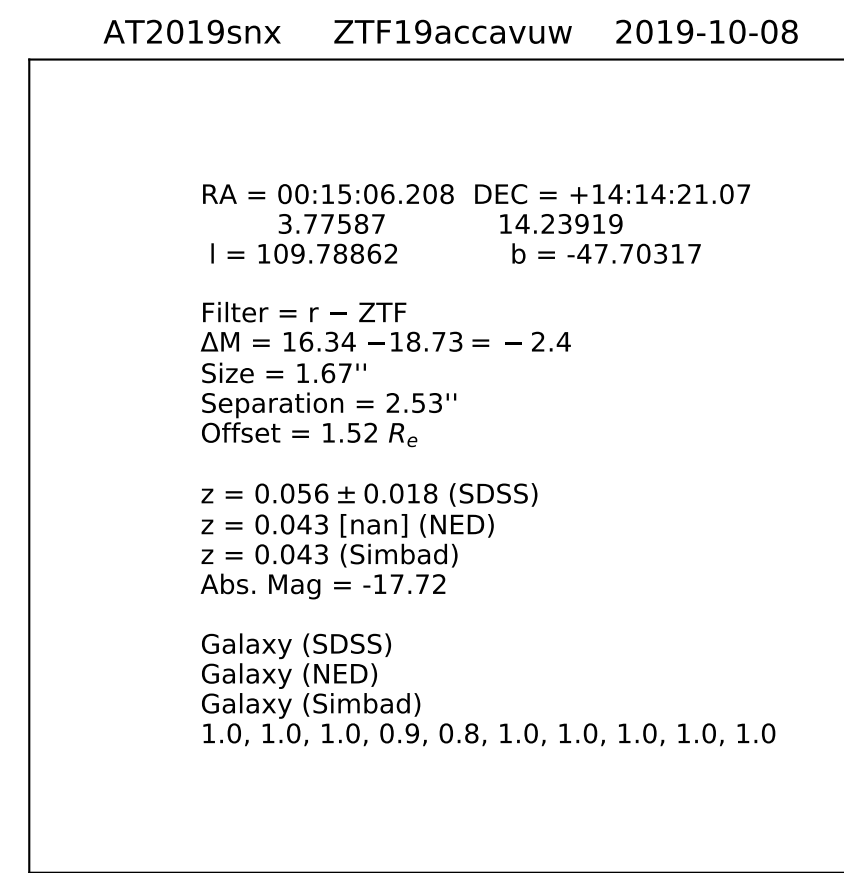 AT2019snx ZTF19accavuw 2019-10-08
RA = 00:15:06.208 DEC = +14:14:21.07
3.77587 14.23919
l = 109.78862 b = -47.70317
Filter = r − ZTF
ΔM = 16.34 −18.73 = − 2.4
Size = 1.67''
Separation = 2.53''
Offset = 1.52 Rₑ
z = 0.056 ± 0.018 (SDSS)
z = 0.043 [nan] (NED)
z = 0.043 (Simbad)
Abs. Mag = -17.72
Galaxy (SDSS)
Galaxy (NED)
Galaxy (Simbad)
1.0, 1.0, 1.0, 0.9, 0.8, 1.0, 1.0, 1.0, 1.0, 1.0